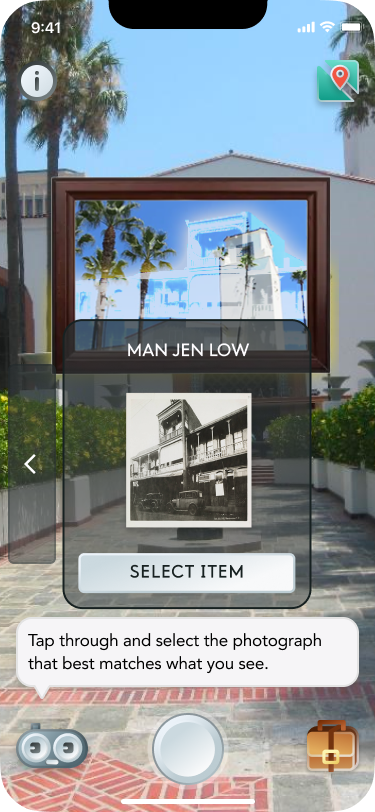 9:41
MAN JEN LOW
SELECT ITEM
Tap through and select the photograph
that best matches what you see.